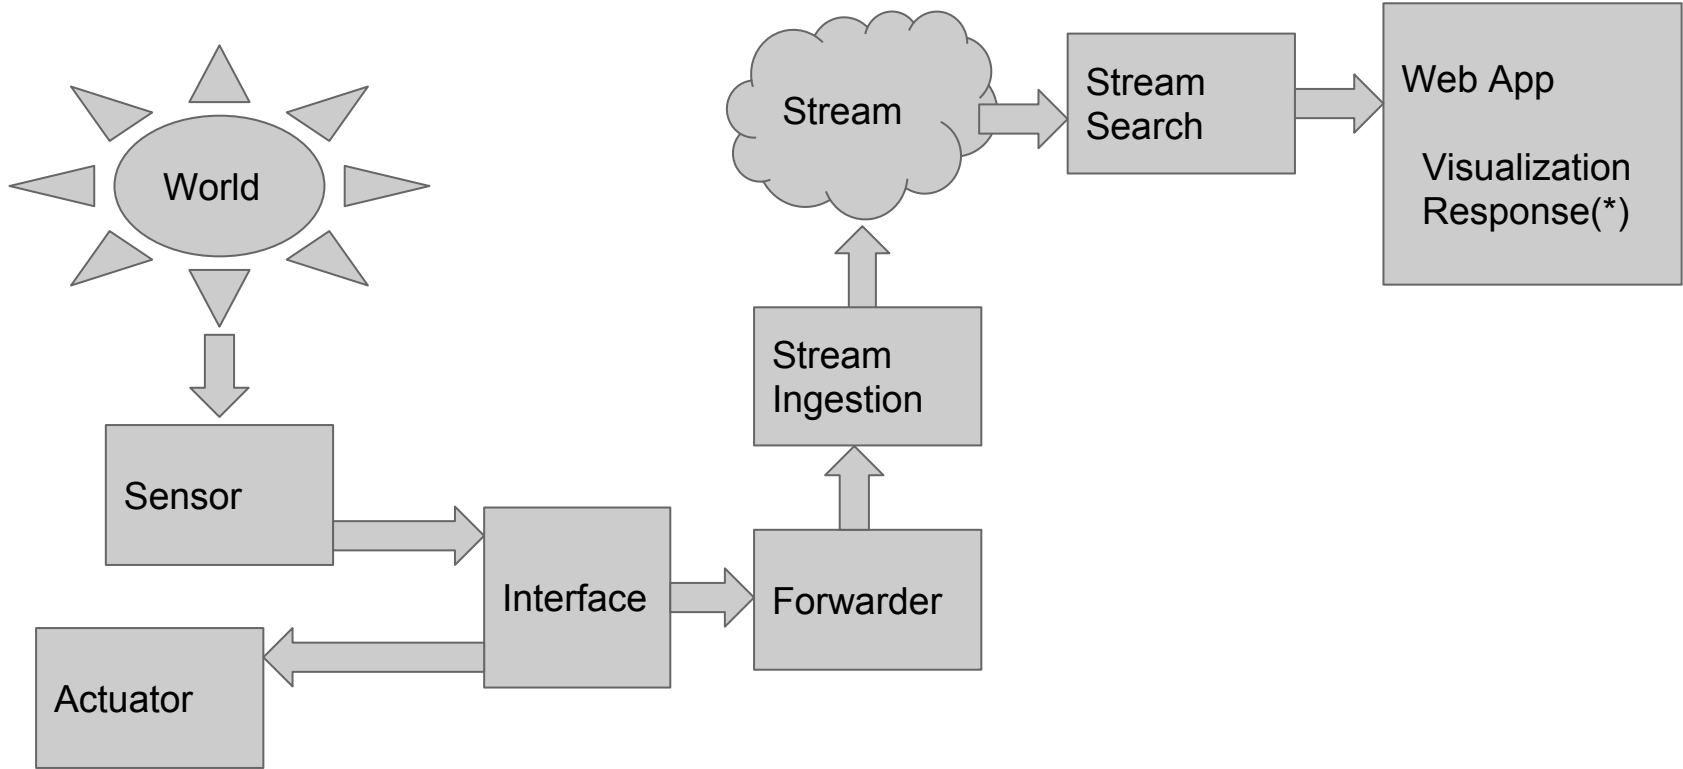 World
Sensor
Actuator
Interface
Forwarder
Stream
Ingestion
Stream
Stream
Search
Web App
Visualization
Response(*)